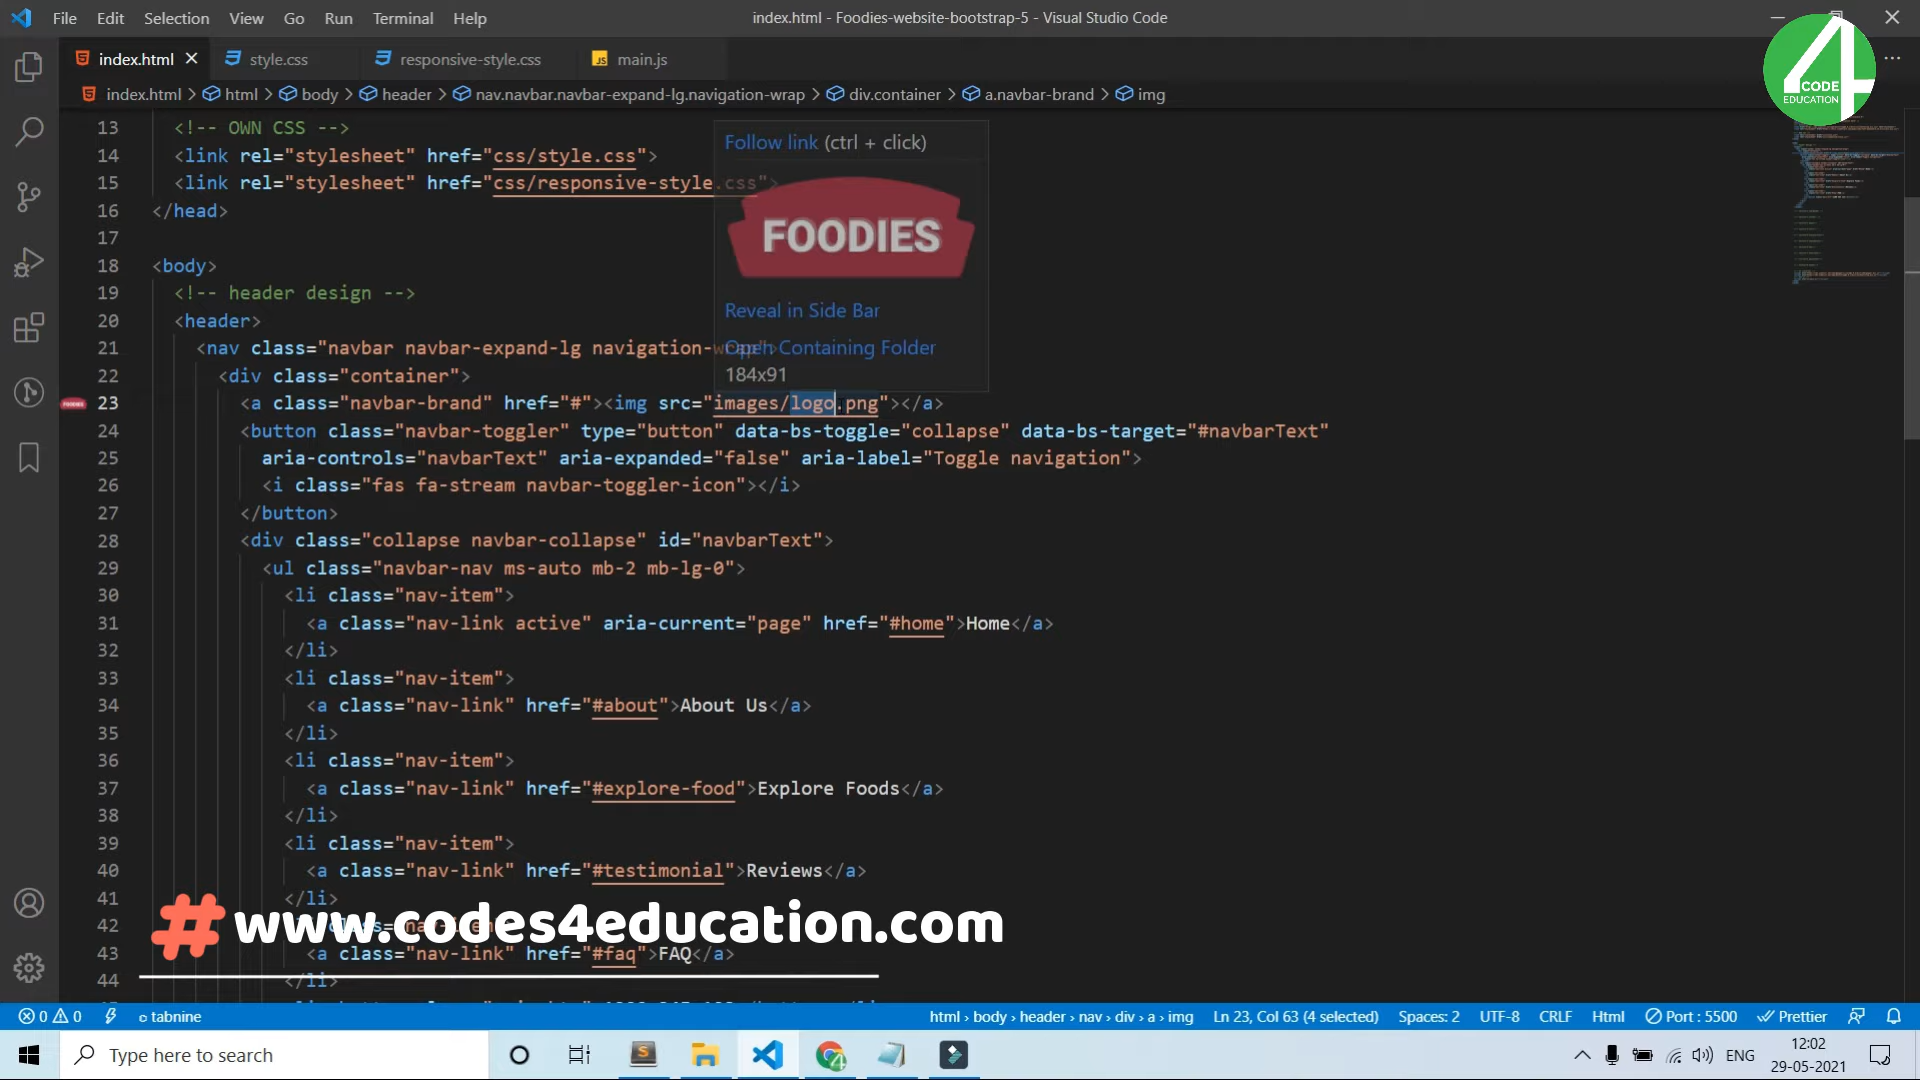 File Edit Selection View Go Run Terminal Help
index.html - Foodies-website-bootstrap-5 - Visual Studio Code
index.html
style.css
responsive-style.css
JS main.js
4
CODE
EDUCATION
index.html > html > body > header > nav.navbar.navbar-expand-lg.navigation-wrap > div.container > a.navbar-brand > img
13 <!-- OWN CSS -->
14 <link rel="stylesheet" href="css/style.css">
15 <link rel="stylesheet" href="css/responsive-style.css">
16 </head>
17
18 <body>
19 <!-- header design -->
20 <header>
21 <nav class="navbar navbar-expand-lg navigation-wrap">
22 <div class="container">
23 <a class="navbar-brand" href="#"><img src="images/logo.png"></a>
24 <button class="navbar-toggler" type="button" data-bs-toggle="collapse" data-bs-target="#navbarText"
25 aria-controls="navbarText" aria-expanded="false" aria-label="Toggle navigation">
26 <i class="fas fa-stream navbar-toggler-icon"></i>
27 </button>
28 <div class="collapse navbar-collapse" id="navbarText">
29 <ul class="navbar-nav ms-auto mb-2 mb-lg-0">
30 <li class="nav-item">
31 <a class="nav-link active" aria-current="page" href="#home">Home</a>
32 </li>
33 <li class="nav-item">
34 <a class="nav-link" href="#about">About Us</a>
35 </li>
36 <li class="nav-item">
37 <a class="nav-link" href="#explore-food">Explore Foods</a>
38 </li>
39 <li class="nav-item">
40 <a class="nav-link" href="#testimonial">Reviews</a>
41 </li>
42
43 <a class="nav-link" href="#faq">FAQ</a>
44 </li>
Follow link (ctrl + click)
FOODIES
Reveal in Side Bar
Open Containing Folder
184x91
#www.codes4education.com
0 0 tabnine
html > body > header > nav > div > a > img
Ln 23, Col 63 (4 selected)
Spaces: 2
UTF-8
CRLF
Html
Port : 5500
Prettier
Type here to search
ENG
12:02
29-05-2021